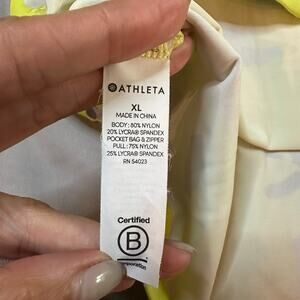 ATHLETA
XL
MADE IN CHINA
BODY: 80% NYLON
20% LYCRA® SPANDEX
POCKET BAG & ZIPPER
PULL: 75% NYLON
25% LYCRA® SPANDEX
RN 54023
Certified
B
Corporation